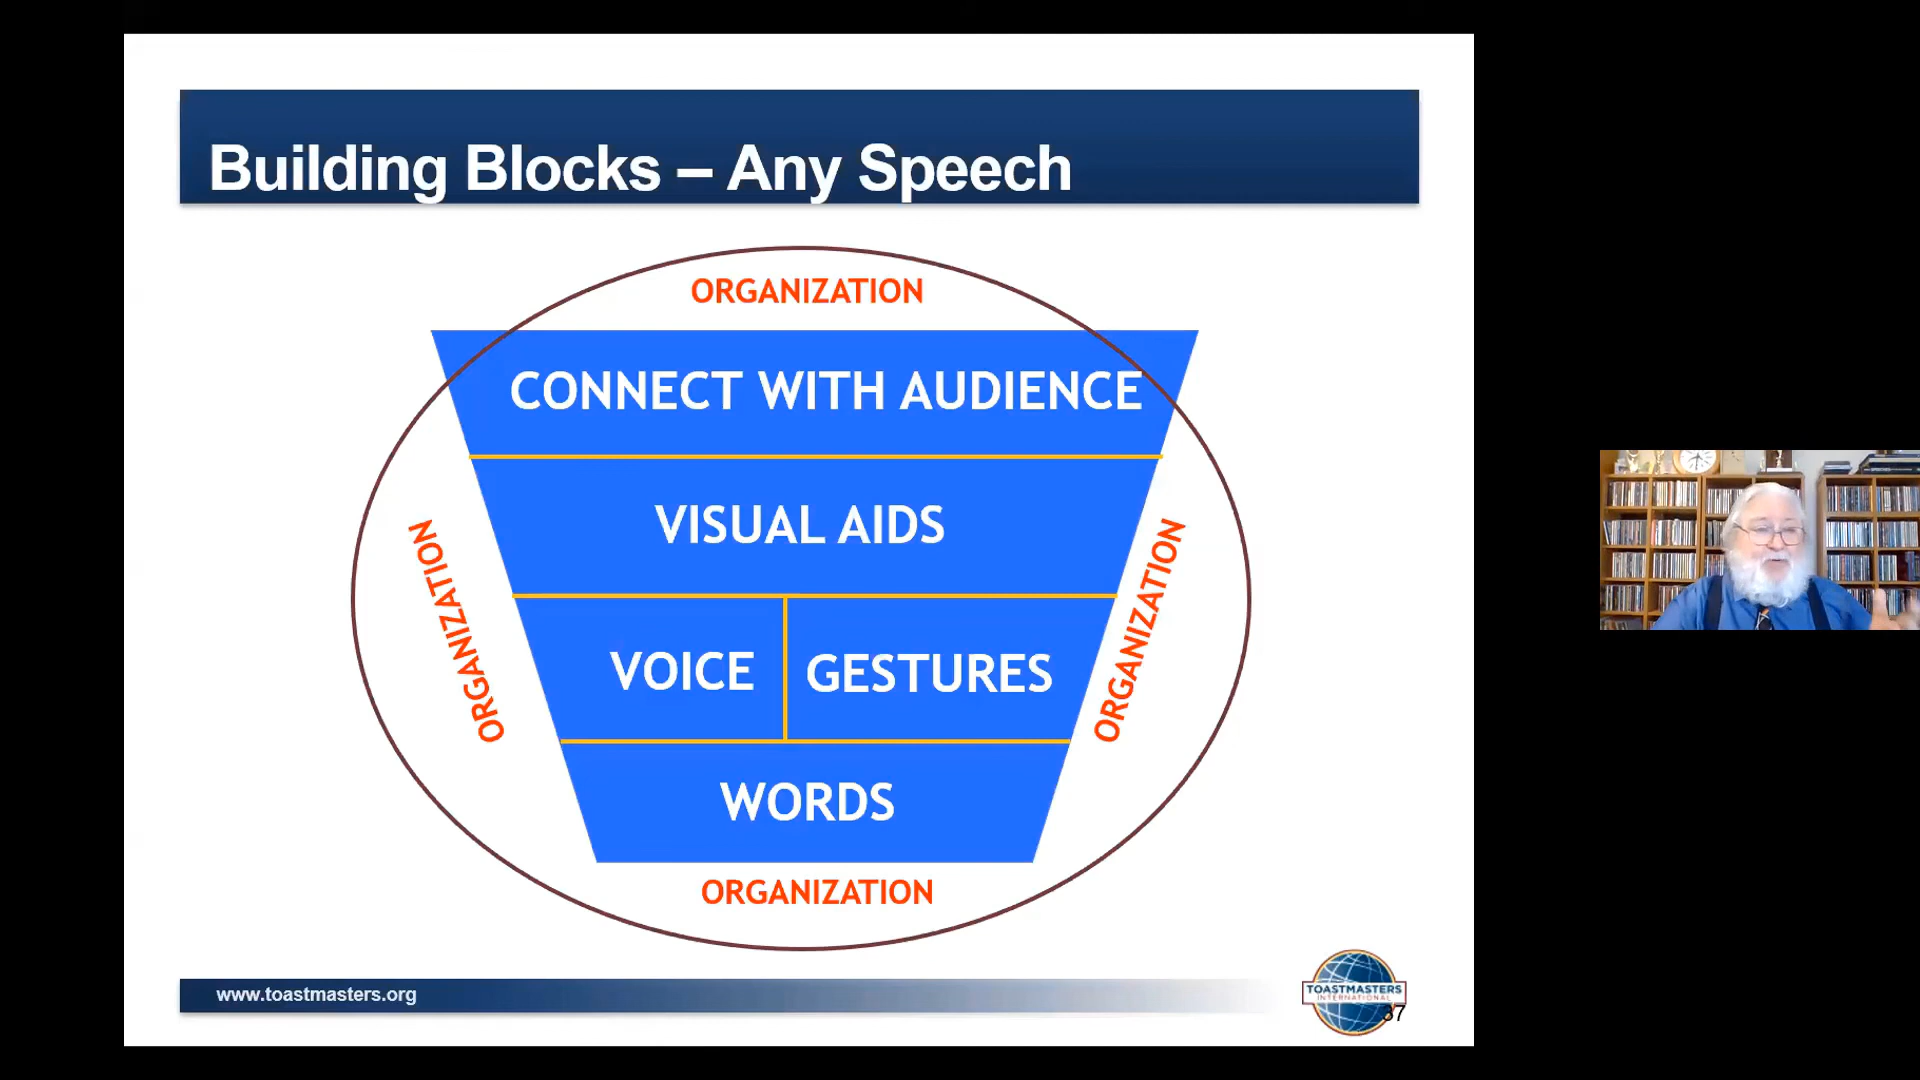 Building Blocks – Any Speech
ORGANIZATION
CONNECT WITH AUDIENCE
VISUAL AIDS
ORGANIZATION
ORGANIZATION
VOICE
GESTURES
WORDS
ORGANIZATION
www.toastmasters.org
TOASTMASTERS
INTERNATIONAL
37